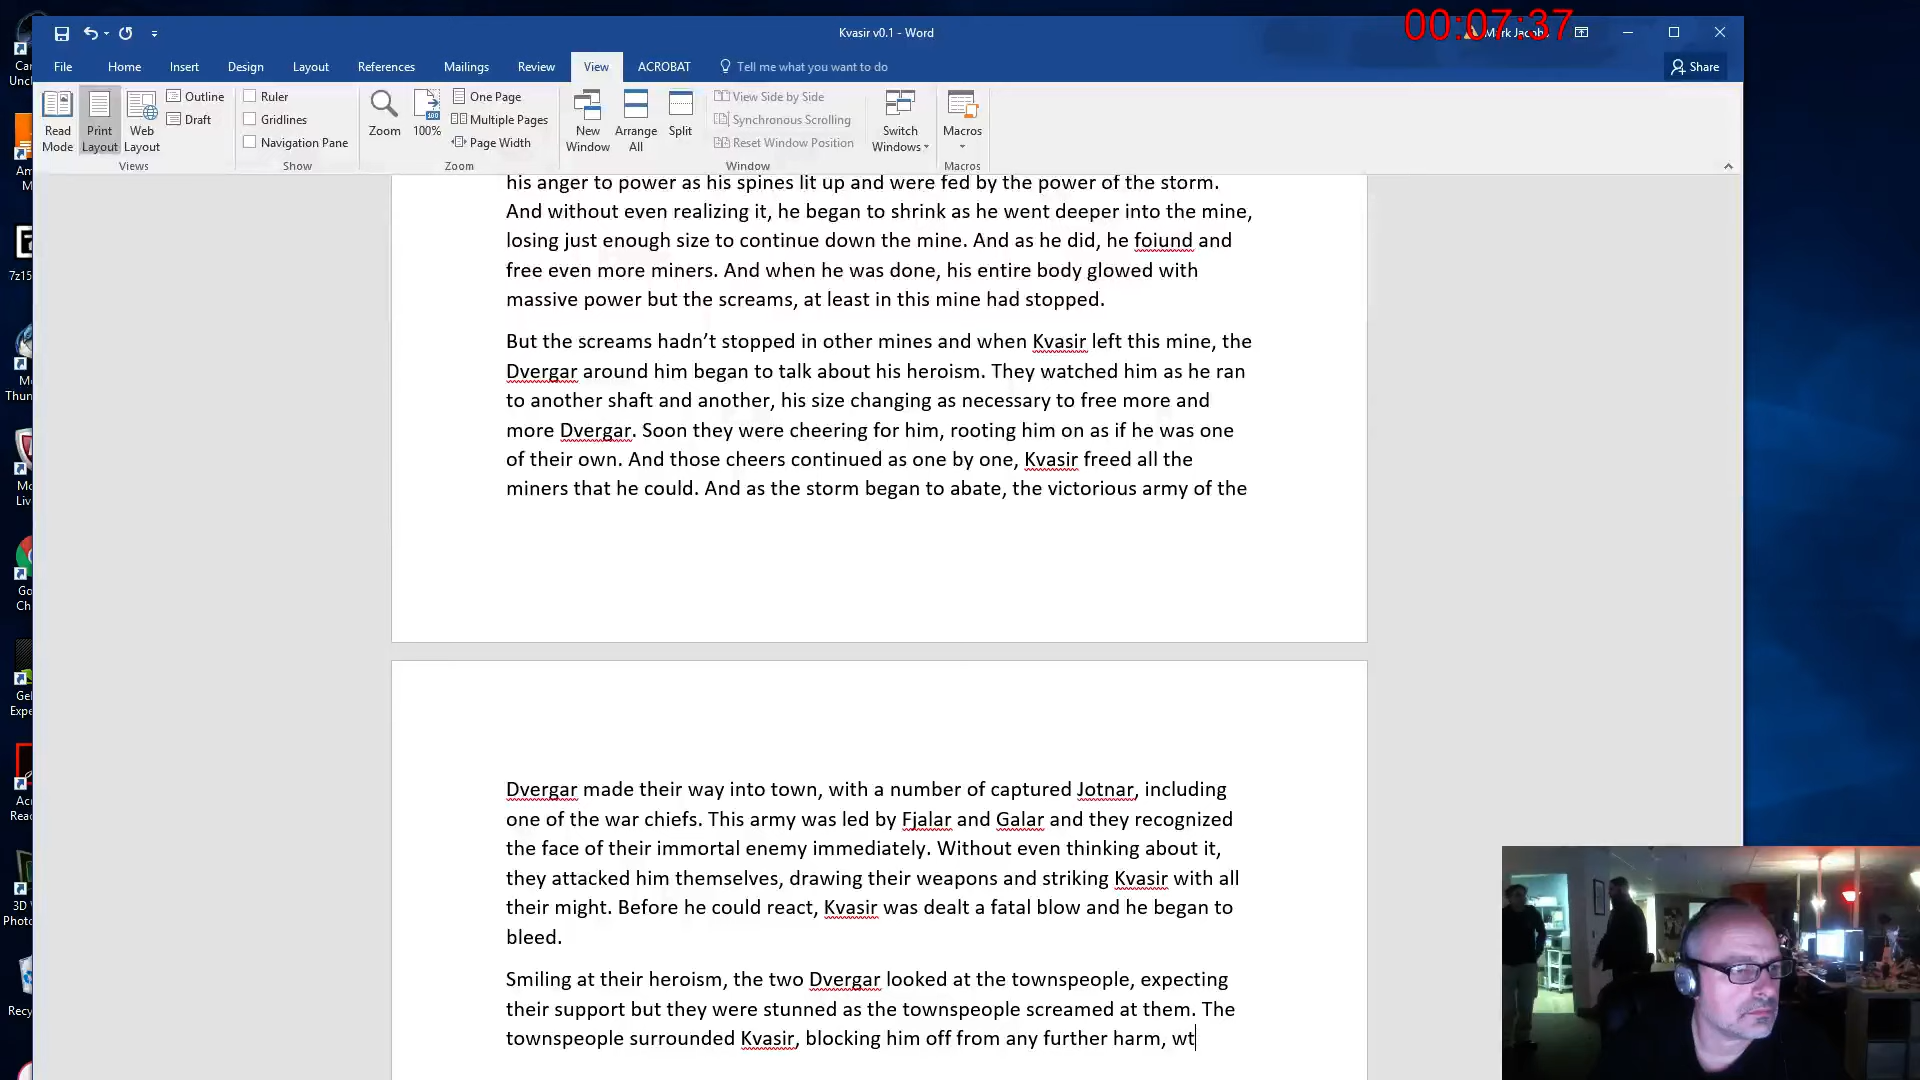 00:07:37
Kvasir v0.1 - Word
File Home Insert Design Layout References Mailings Review View ACROBAT Tell me what you want to do Share
Read Mode
Print Layout
Web Layout
Outline
Draft
Views
Ruler
Gridlines
Navigation Pane
Show
Zoom
100%
One Page
Multiple Pages
Page Width
Zoom
New Window
Arrange All
Split
View Side by Side
Synchronous Scrolling
Reset Window Position
Window
Switch Windows
Macros
Macros
his anger to power as his spines lit up and were fed by the power of the storm.
And without even realizing it, he began to shrink as he went deeper into the mine,
losing just enough size to continue down the mine. And as he did, he foiund and
free even more miners. And when he was done, his entire body glowed with
massive power but the screams, at least in this mine had stopped.
But the screams hadn’t stopped in other mines and when Kvasir left this mine, the
Dvergar around him began to talk about his heroism. They watched him as he ran
to another shaft and another, his size changing as necessary to free more and
more Dvergar. Soon they were cheering for him, rooting him on as if he was one
of their own. And those cheers continued as one by one, Kvasir freed all the
miners that he could. And as the storm began to abate, the victorious army of the
Dvergar made their way into town, with a number of captured Jotnar, including
one of the war chiefs. This army was led by Fjalar and Galar and they recognized
the face of their immortal enemy immediately. Without even thinking about it,
they attacked him themselves, drawing their weapons and striking Kvasir with all
their might. Before he could react, Kvasir was dealt a fatal blow and he began to
bleed.
Smiling at their heroism, the two Dvergar looked at the townspeople, expecting
their support but they were stunned as the townspeople screamed at them. The
townspeople surrounded Kvasir, blocking him off from any further harm, wt